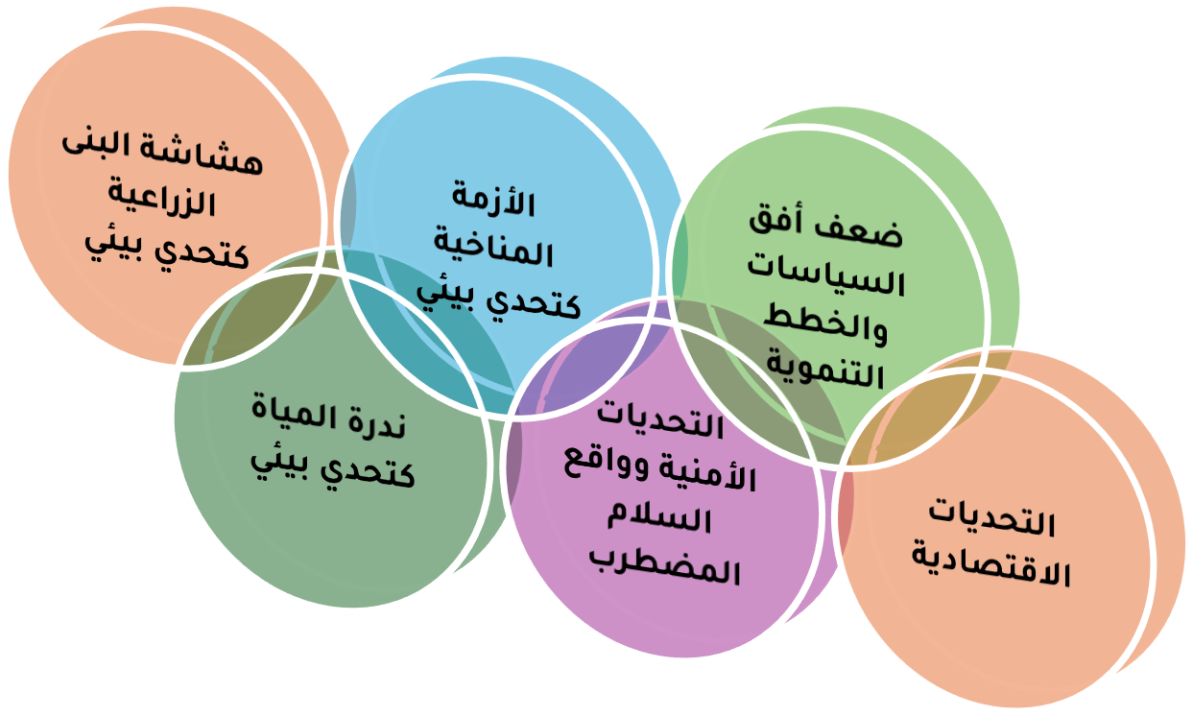 هشاشة البنى
الزراعية
كتحدي بيئي
الأزمة
المناخية
كتحدي بيئي
ضعف أفق
السياسات
والخطط
التنموية
ندرة المياة
كتحدي بيئي
التحديات
الأمنية وواقع
السلام
المضطرب
التحديات
الاقتصادية